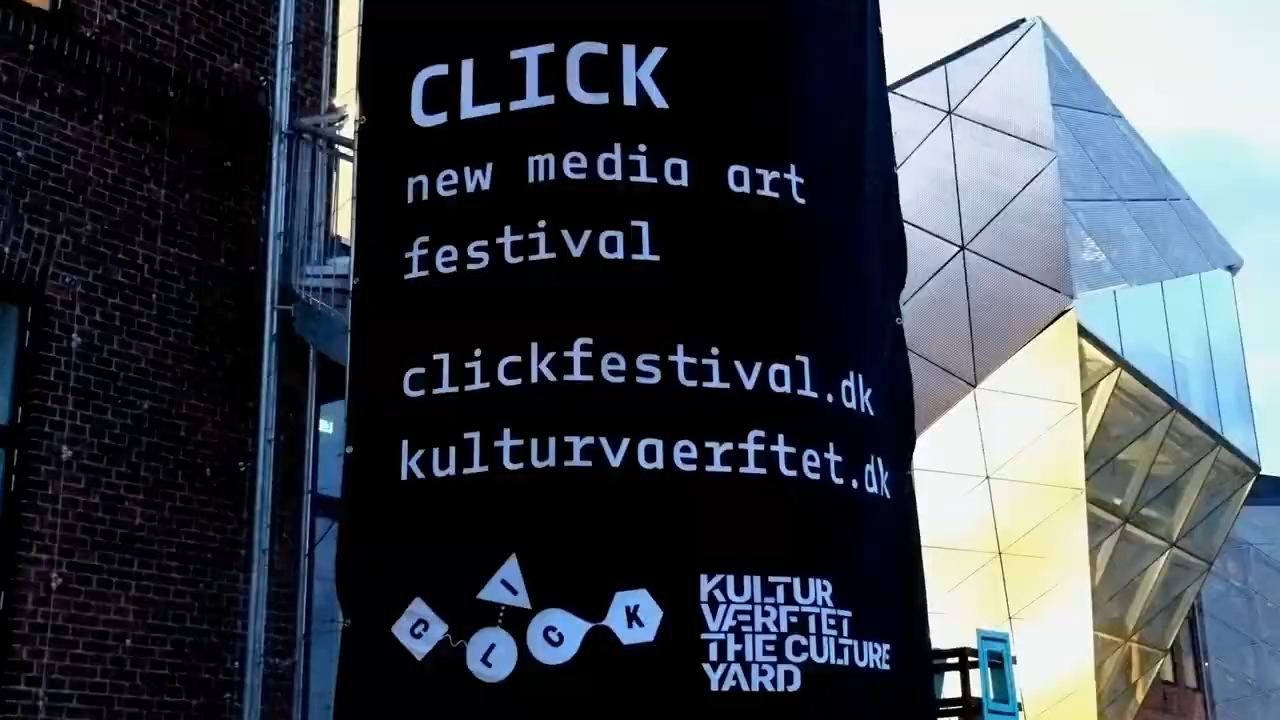 CLICK
new media art
festival
clickfestival.dk
kulturvaerftet.dk
CLICK
KULTUR
VÆRFTET
THE CULTURE
YARD